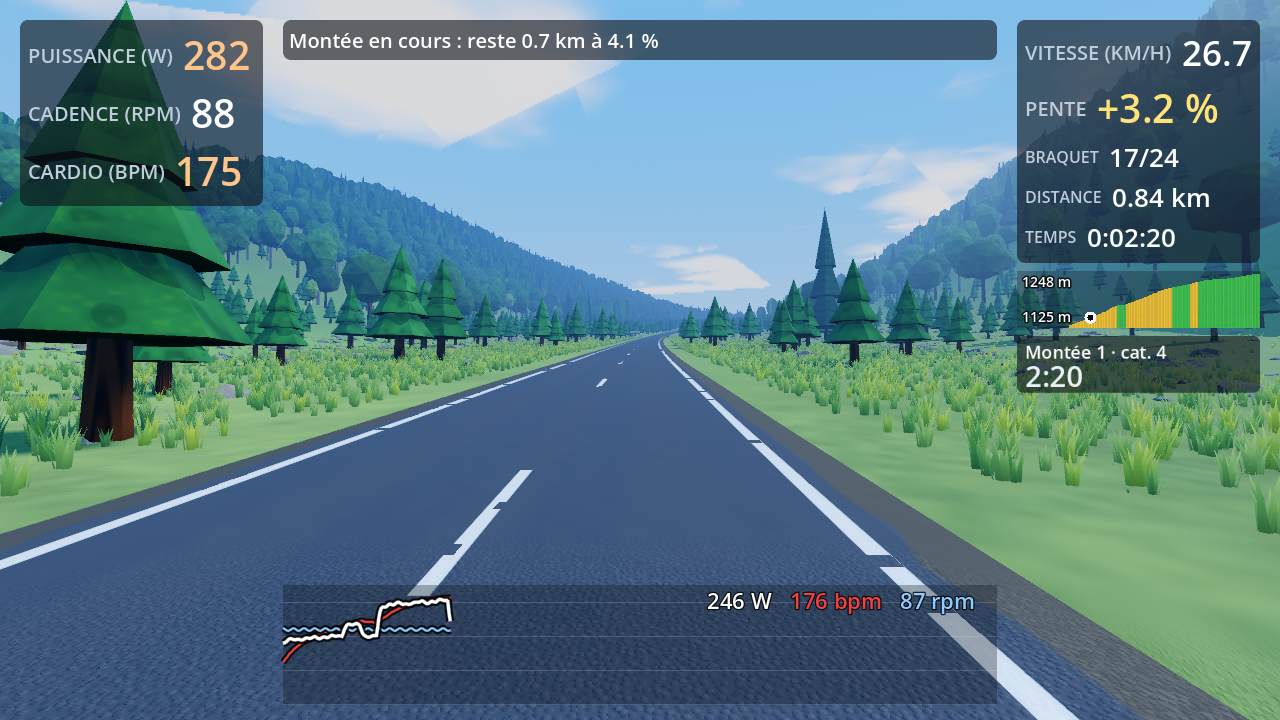 PUISSANCE (W) 282
CADENCE (RPM) 88
CARDIO (BPM) 175
Montée en cours : reste 0.7 km à 4.1 %
VITESSE (KM/H) 26.7
PENTE +3.2 %
BRAQUET 17/24
DISTANCE 0.84 km
TEMPS 0:02:20
1248 m
1125 m
Montée 1 · cat. 4
2:20
246 W 176 bpm 87 rpm